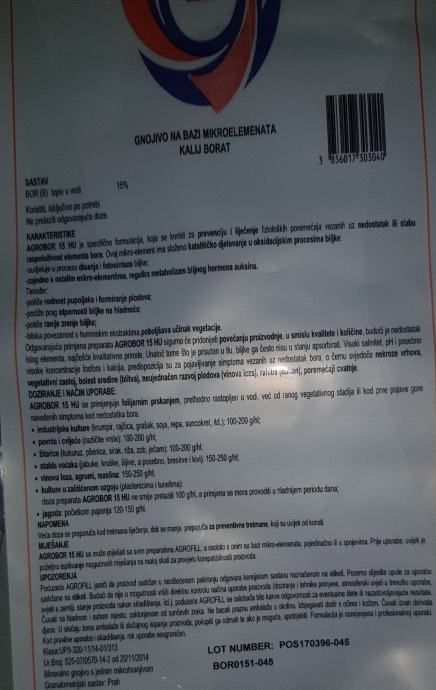 GNOJIVO NA BAZI MIKROELEMENATA
KALIJ BORAT
3 856017 303040
SASTAV
BOR (B) topiv u vodi 15%
Koristiti, isključivo po potrebi
Ne prelaziti odgovarajuće doze.
KARAKTERISTIKE
AGROBOR 15 HU je specifična formulacija, koja se koristi za prevenciju i liječenje fizioloških poremećaja vezanih uz nedostatak ili slabu
raspoloživost elementa bora. Ovaj mikro-element ima složeno katalitičko djelovanje u oksidacijskim procesima biljke:
-sudjeluje u procesu disanja i fotosinteze biljke;
-zajedno s ostalim mikro-elementima, regulira metabolizam biljnog hormona auksina.
Također:
-potiče rodnost pupoljaka i formiranje plodova;
-potiče prag otpornosti biljke na hladnoću;
-potiče ranije zrenje biljke;
-bliska povezanost s huminskim ekstraktima poboljšava učinak vegetacije.
Odgovarajuća primjena preparata AGROBOR 15 HU sigurno će pridonijeti povećanju proizvodnje, u smislu kvalitete i količine, budući je nedostatak
istog elementa, najčešće kvalitativne prirode. Unatoč tome što je prisutan u tlu, biljke ga često nisu u stanju apsorbirati. Visoki salinitet, pH i posebno
visoke koncentracije fosfora i kalcija, predispozicija su za pojavljivanje simptoma vezanih uz nedostatak bora, o čemu svjedoče nekroze vrhova,
vegetativni zastoj, bolest sredine (blitva), neujednačen razvoj plodova (vinova loza), poremećaji cvatnje.
DOZIRANJE I NAČIN UPORABE:
AGROBOR 15 HU se primjenjuje folijarnim prskanjem, prethodno rastopljen u vodi, već od ranog vegetativnog stadija ili kod prve pojave gore
navedenih simptoma kod nedostatka bora.
• industrijske kulture (krumpir, rajčica, grašak, soja, repa, suncokret, itd.): 100-200 g/hl;
• povrće i cvijeće (različite vrste): 100-200 g/hl;
• žitarice (kukuruz, pšenica, sirak, riža, zob, ječam): 100-200 g/hl;
• stabla voćaka (jabuke, kruške, šljive, a posebno, breskve i kivi): 150-250 g/hl;
• vinova loza, agrumi, maslina: 150-250 g/hl;
• kulture u zaštićenom uzgoju (plastenicima i tunelima):
doza preparata AGROBOR 15 HU ne smije prelaziti 100 g/hl, a primjena se mora provoditi u hladnijem periodu dana;
• jagoda: početkom pupanja 120-150 g/hl.
NAPOMENA
Veća doza se preporuča kod tretmana liječenja, dok se manja preporuča za preventivne tretmane, koji su uvijek od koristi.
MIJEŠANJE
AGROBOR 15 HU se može miješati sa svim preparatima AGROFILL, a osobito s onim na bazi mikro-elemenata, pojedinačno ili u spojevima. Prije uporabe, uvijek je
poželjno ispitivanje mogućnosti miješanja na maloj skali za provjeru kompatibilnosti proizvoda.
UPOZORENJA
Poduzeće AGROFILL jamči da proizvod sadržan u neoštećenom pakiranju odgovara kemijskom sastavu naznačenom na etiketi. Pozorno slijedite upute za uporabu
sadržane na etiketi. Budući da nije u mogućnosti vršiti direktnu kontrolu načina uporabe proizvoda (doziranja i tehnike primjene, atmosferski uvjeti u trenutku uporabe,
uvjeti u zemlji, stanje proizvoda nakon skladištenja, itd.), poduzeće AGROFILL se oslobađa bilo kakve odgovornosti za eventualne štete ili nezadovoljavajuće rezultate.
Čuvati na hladnom i suhom mjestu, zaklonjenom od sunčevih zraka. Ne bacati praznu ambalažu u okolinu. Izbjegavati dodir s očima i kožom. Čuvati izvan dohvata
djece. U slučaju loma ambalaže ili slučajnog ispanja proizvoda, pokupiti ga odmah te ako je moguće, upotrijebiti. Formulacija je namijenjena i profesionalnoj uporabi.
Kod pravilne uporabe i skladištenja, rok uporabe neograničen.
Klasa:UP/I-320-11/14-01/313
Ur.Broj: 525-07/0570-14-2 od 20/11/2014
Mineralno gnojivo s jednim mikrohranjivom
Granulometrijski sastav: Prah
LOT NUMBER: POS170396-045
BOR0151-045